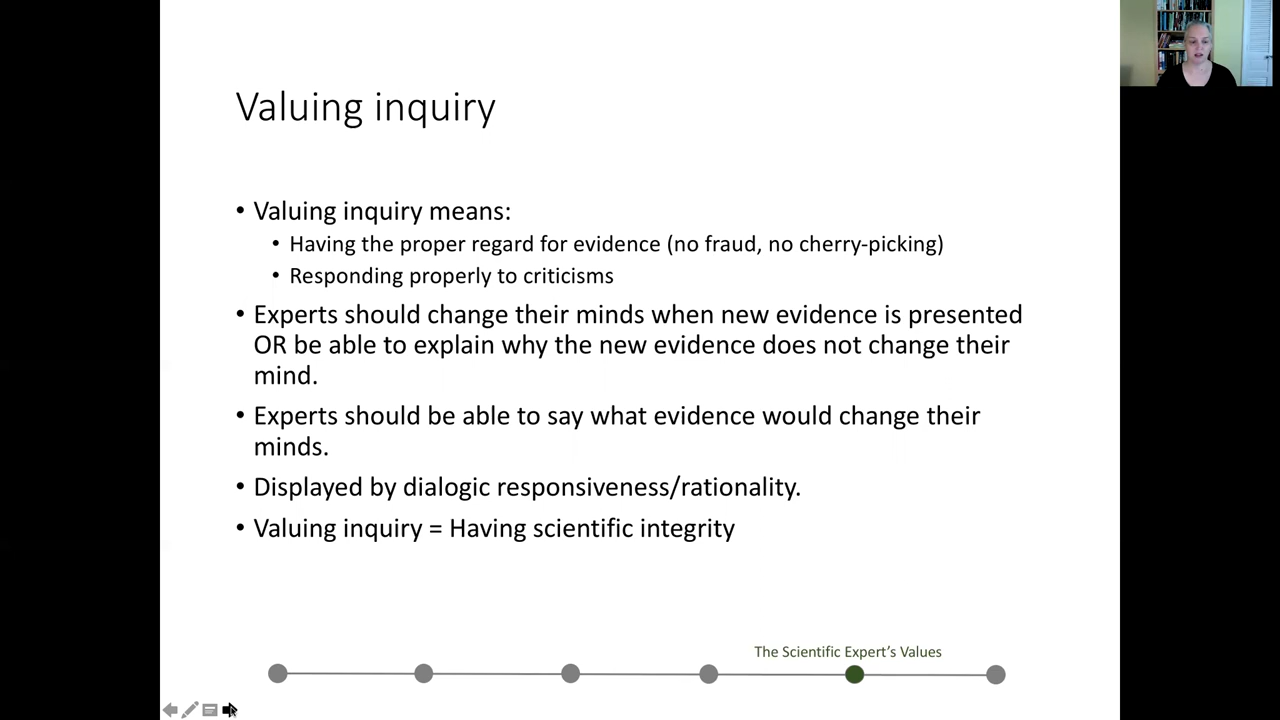 Valuing inquiry
• Valuing inquiry means:
• Having the proper regard for evidence (no fraud, no cherry-picking)
• Responding properly to criticisms
• Experts should change their minds when new evidence is presented
OR be able to explain why the new evidence does not change their
mind.
• Experts should be able to say what evidence would change their
minds.
• Displayed by dialogic responsiveness/rationality.
• Valuing inquiry = Having scientific integrity
The Scientific Expert’s Values